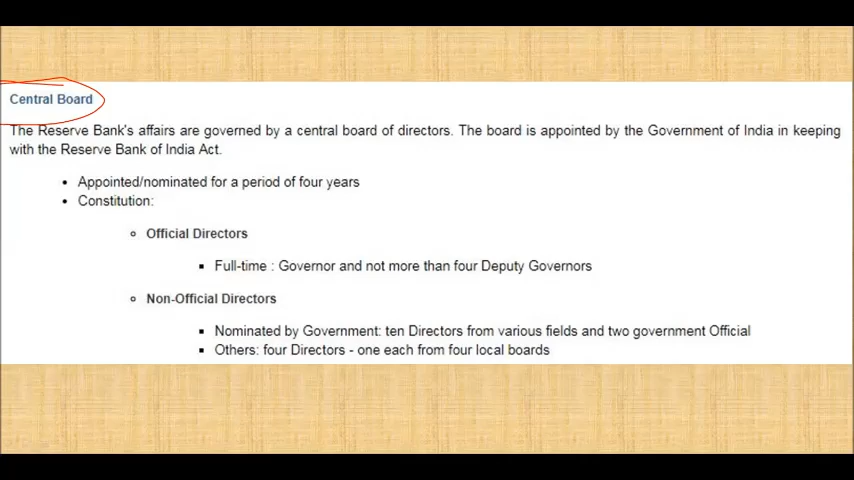 Central Board
The Reserve Bank's affairs are governed by a central board of directors. The board is appointed by the Government of India in keeping
with the Reserve Bank of India Act.
• Appointed/nominated for a period of four years
• Constitution:
Official Directors
Full-time : Governor and not more than four Deputy Governors
Non-Official Directors
Nominated by Government: ten Directors from various fields and two government Official
Others: four Directors - one each from four local boards